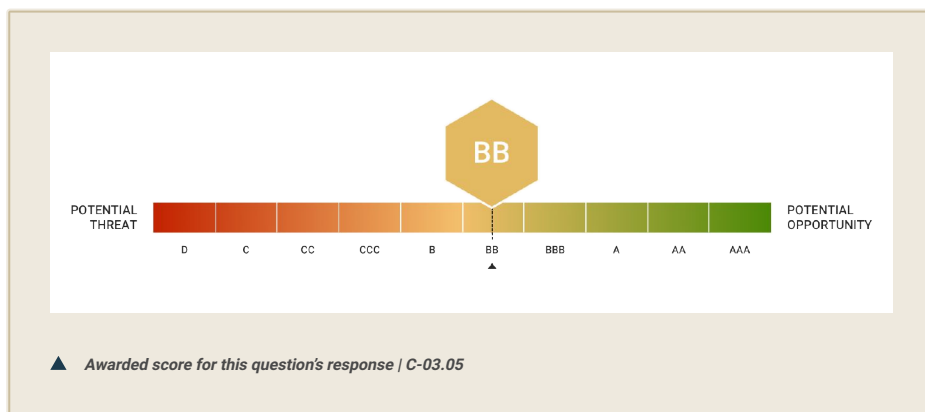 BB
POTENTIAL
THREAT
POTENTIAL
OPPORTUNITY
D C CC CCC B BB BBB A AA AAA
Awarded score for this question's response | C-03.05